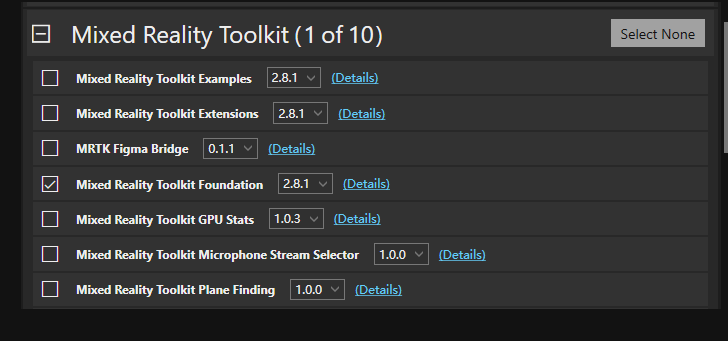 Mixed Reality Toolkit (1 of 10) Select None
Mixed Reality Toolkit Examples 2.8.1 (Details)
Mixed Reality Toolkit Extensions 2.8.1 (Details)
MRTK Figma Bridge 0.1.1 (Details)
Mixed Reality Toolkit Foundation 2.8.1 (Details)
Mixed Reality Toolkit GPU Stats 1.0.3 (Details)
Mixed Reality Toolkit Microphone Stream Selector 1.0.0 (Details)
Mixed Reality Toolkit Plane Finding 1.0.0 (Details)